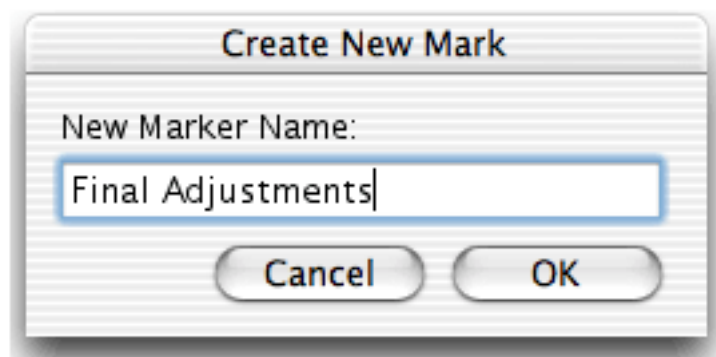 Create New Mark
New Marker Name:
Final Adjustments
Cancel OK